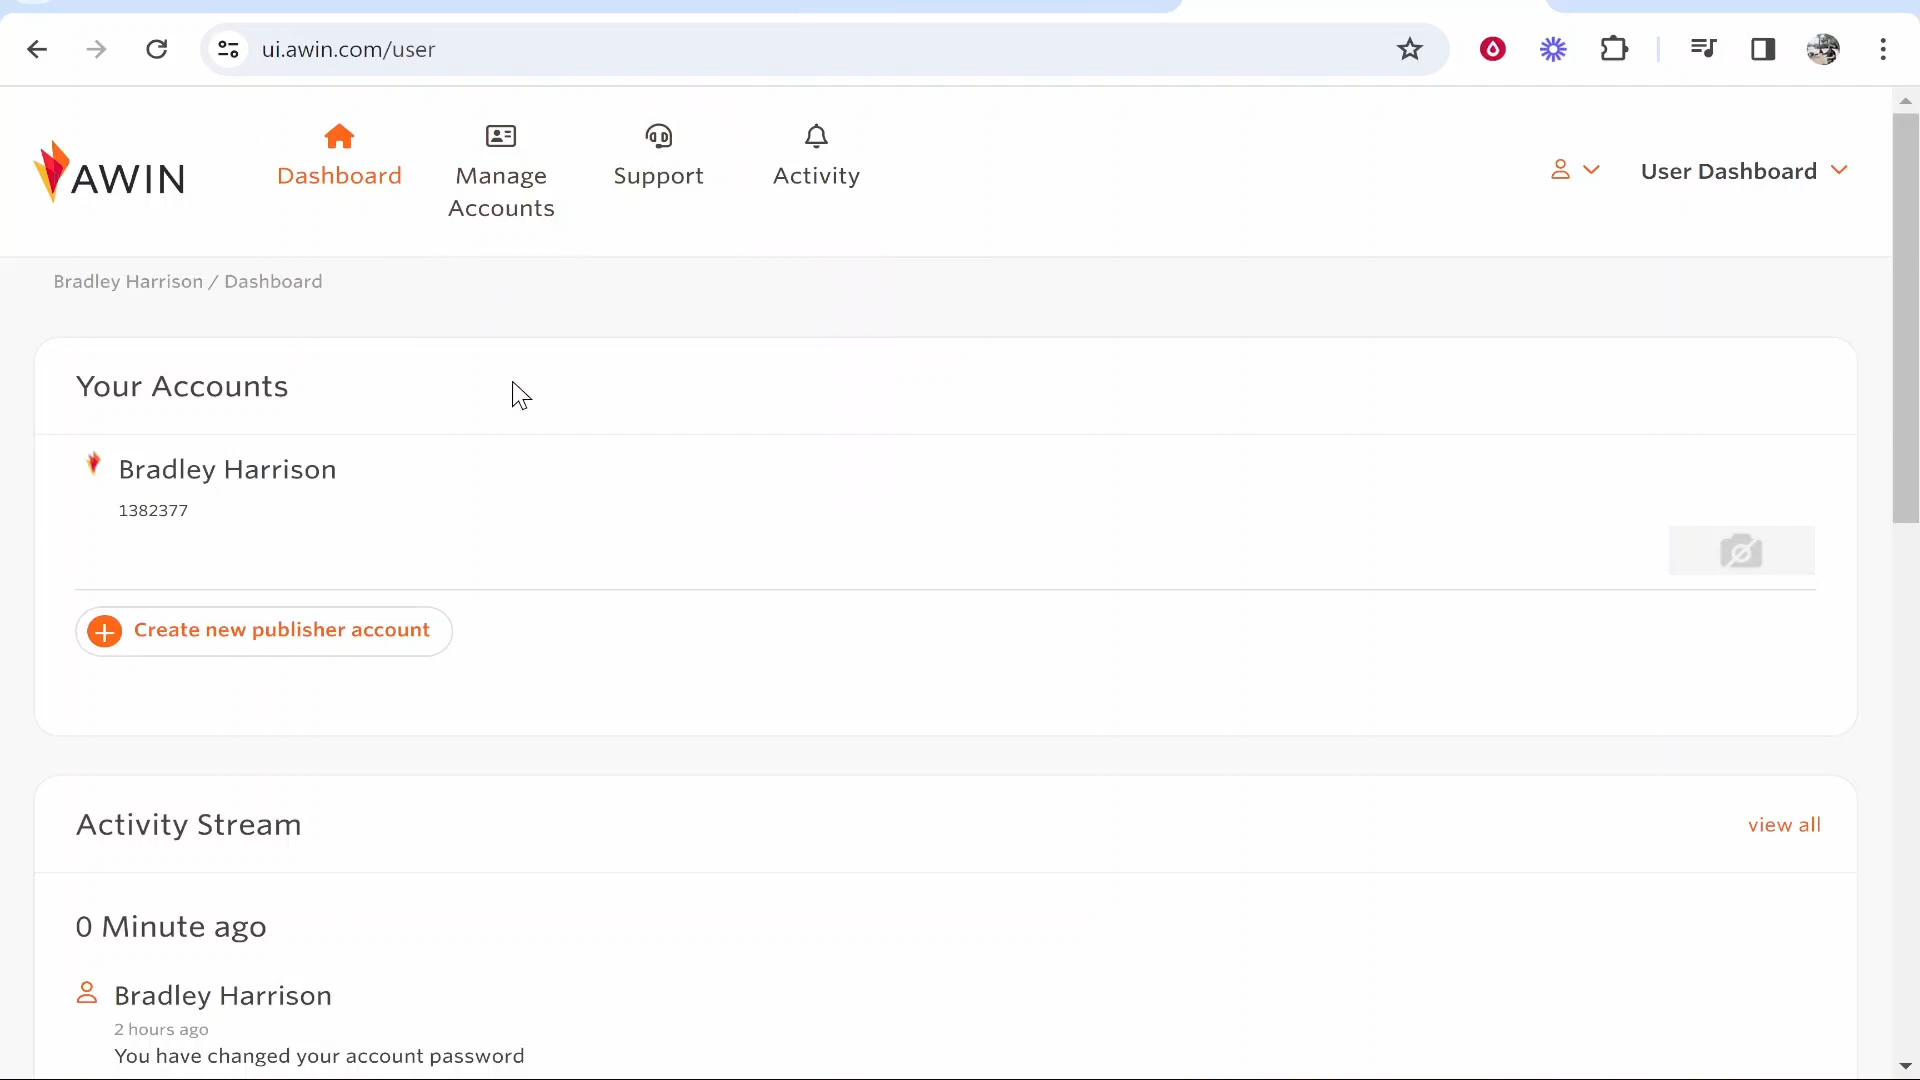 ui.awin.com/user
AWIN
Dashboard
Manage
Accounts
Support
Activity
User Dashboard
Bradley Harrison / Dashboard
Your Accounts
Bradley Harrison
1382377
Create new publisher account
Activity Stream
view all
0 Minute ago
Bradley Harrison
2 hours ago
You have changed your account password